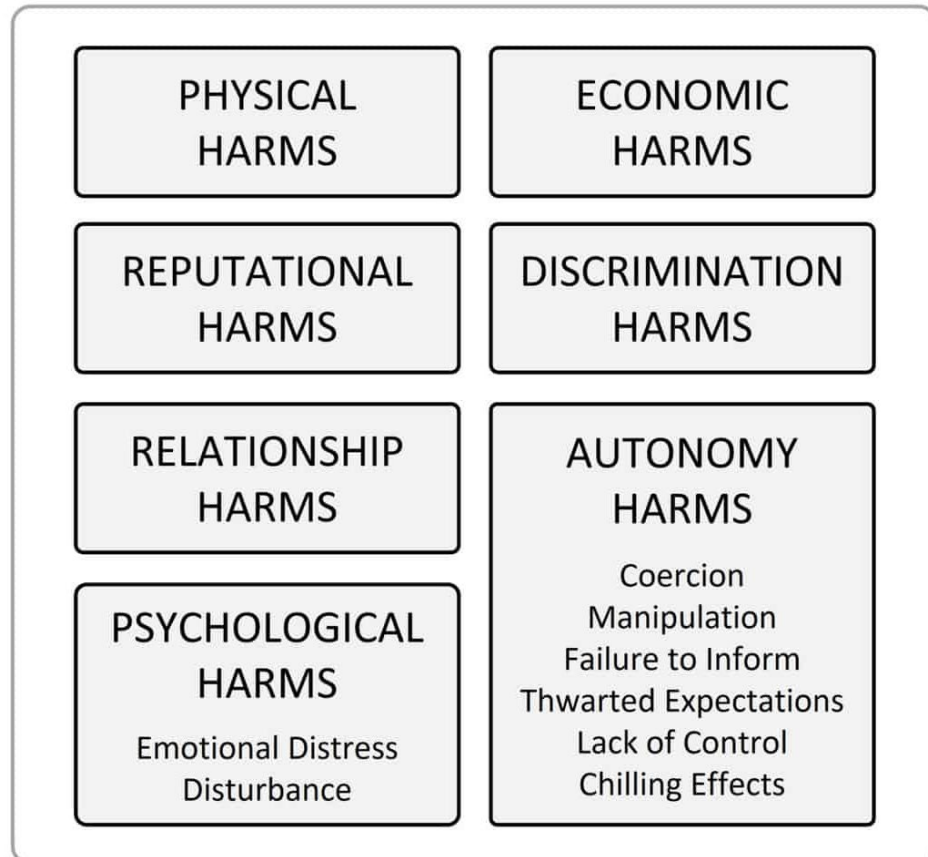 PHYSICAL
HARMS
ECONOMIC
HARMS
REPUTATIONAL
HARMS
DISCRIMINATION
HARMS
RELATIONSHIP
HARMS
AUTONOMY
HARMS
Coercion
Manipulation
Failure to Inform
Thwarted Expectations
Lack of Control
Chilling Effects
PSYCHOLOGICAL
HARMS
Emotional Distress
Disturbance